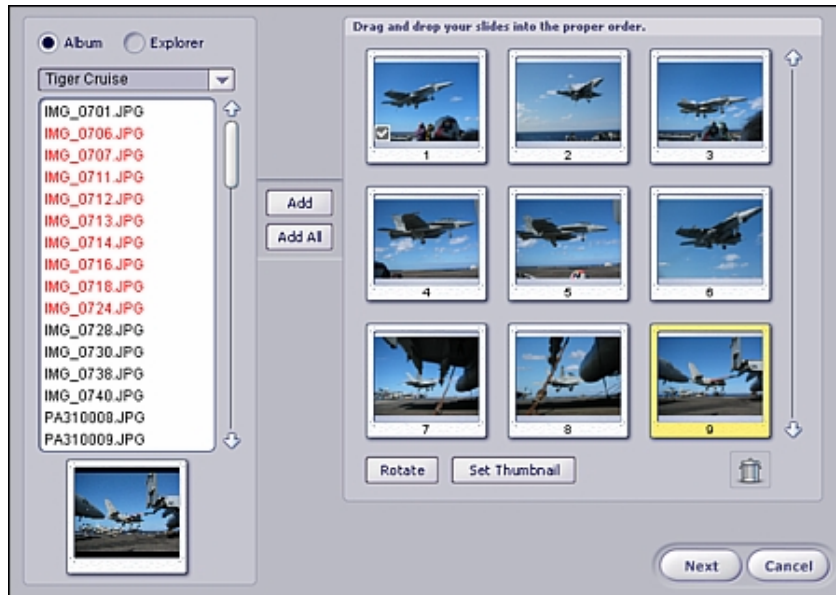 Album Explorer
Tiger Cruise
IMG_0701.JPG
IMG_0706.JPG
IMG_0707.JPG
IMG_0711.JPG
IMG_0712.JPG
IMG_0713.JPG
IMG_0714.JPG
IMG_0716.JPG
IMG_0718.JPG
IMG_0724.JPG
IMG_0728.JPG
IMG_0730.JPG
IMG_0738.JPG
IMG_0740.JPG
PA310008.JPG
PA310009.JPG
Add
Add All
Drag and drop your slides into the proper order.
1 2 3
4 5 6
7 8 9
Rotate Set Thumbnail
Next Cancel